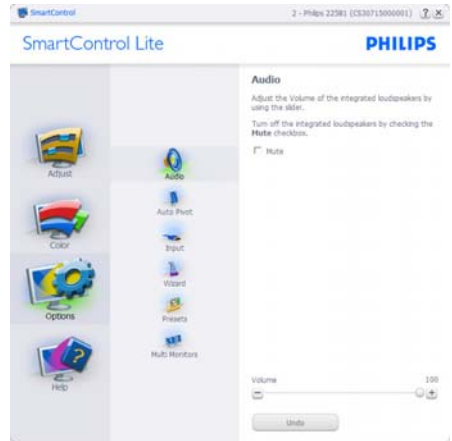 SmartControl
2 - Philips 225B1 (CS30715000001)
? X
SmartControl Lite
PHILIPS
Adjust
Color
Options
Help
Audio
Auto Pivot
Input
Wizard
Presets
Multi Monitors
Audio
Adjust the Volume of the integrated loudspeakers by
using the slider.
Turn off the integrated loudspeakers by checking the
Mute checkbox.
Mute
Volume
100
Undo